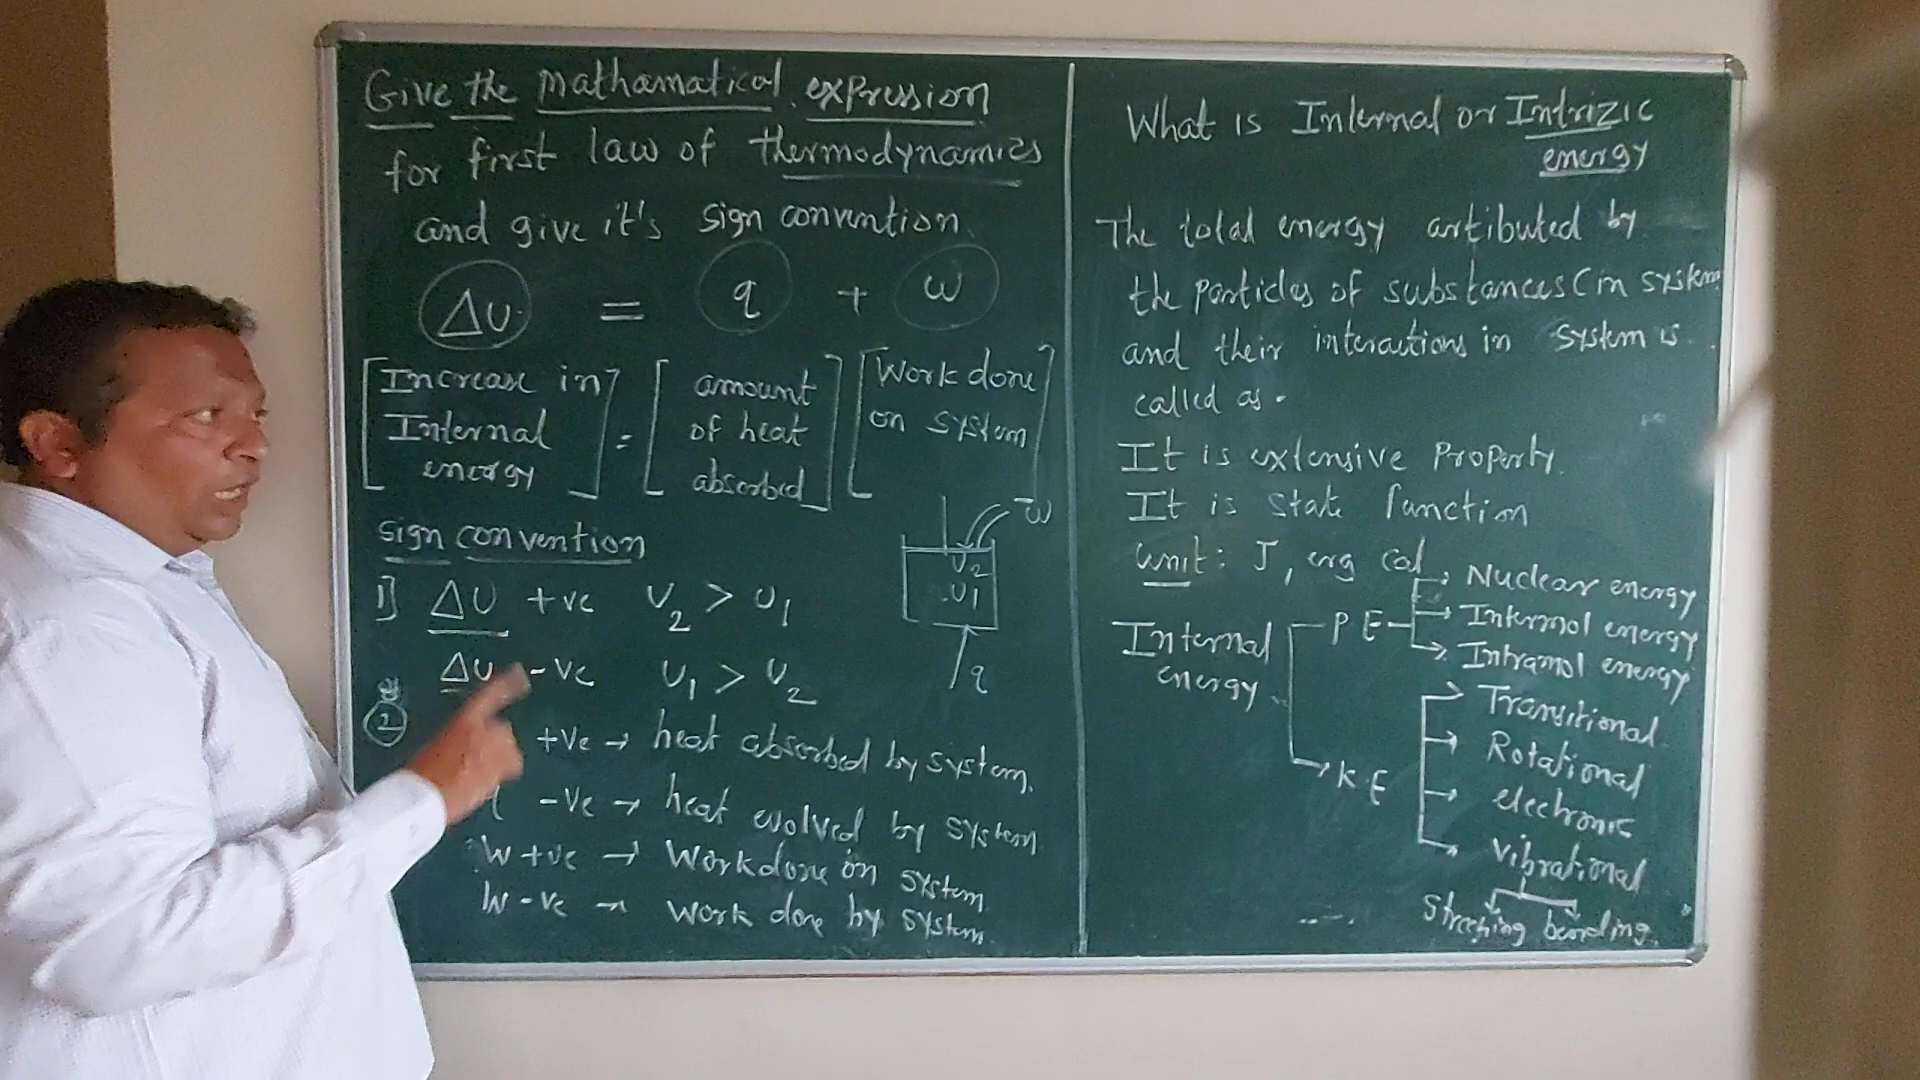 Give the mathamatical expression
for first law of thermodynamics
and give it's sign convention.
ΔU = q + w
[Increase in Internal energy] = [amount of heat absorbed] [Work done on system]
w
U2
U1
q
sign convention
1] ΔU +ve U2 > U1
ΔU -ve U1 > U2
2
+ve → heat absorbed by system.
-ve → heat evolved by system
W +ve → Work done on system
W -ve → work done by system
What is Internal or Intrizic
energy
The total energy artibuted by
the particles of substances (in system
and their interactions in system is
called as.
It is extensive Property.
It is state function
unit: J, erg cal
Internal energy
P E
Nuclear energy
Intermol energy
Intramol energy
K.E
Transitional
Rotational
electronic
Vibrational
bending.